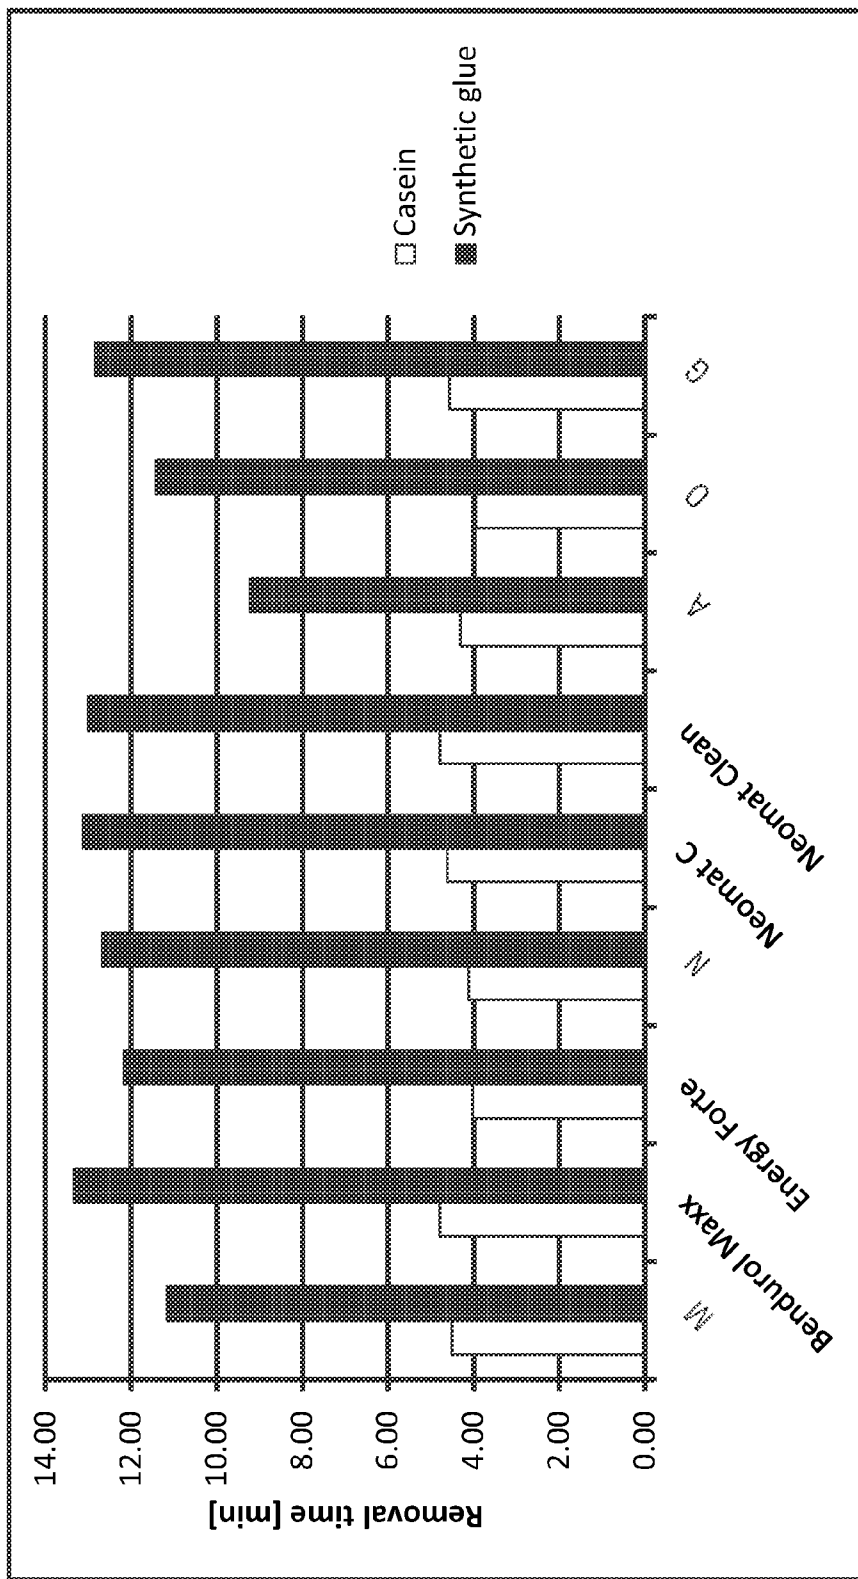 Removal time [min]
14.00
12.00
10.00
8.00
6.00
4.00
2.00
0.00
M
Bendurol Maxx
Energy Forte
N
Neomat C
Neomat Clean
A
O
G
Casein
Synthetic glue